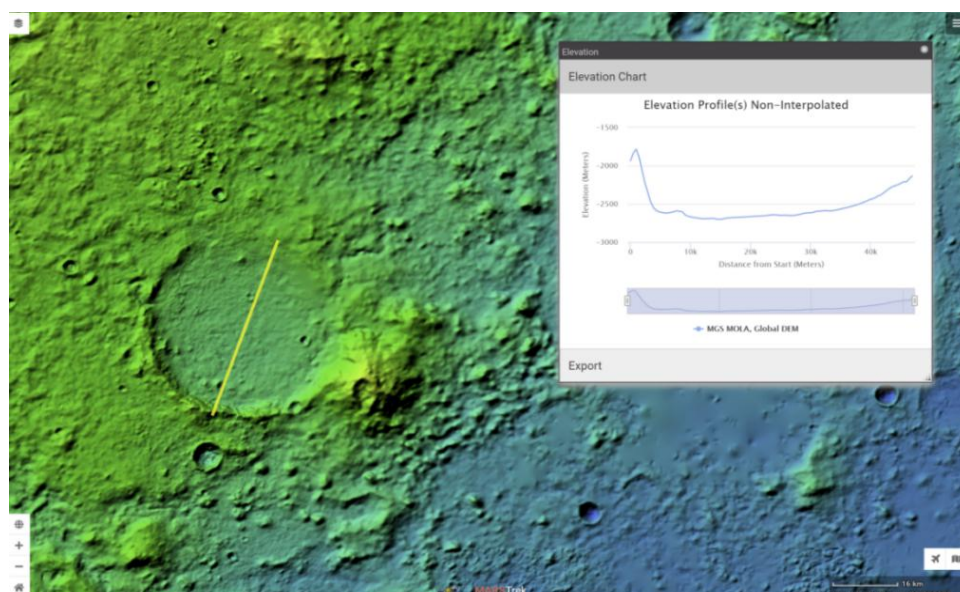 Elevation
Elevation Chart
Elevation Profile(s) Non-Interpolated
-1500
-2000
-2500
-3000
Elevation (Meters)
0
10k
20k
30k
40k
Distance from Start (Meters)
MGS MOLA, Global DEM
Export
Trek
16 km